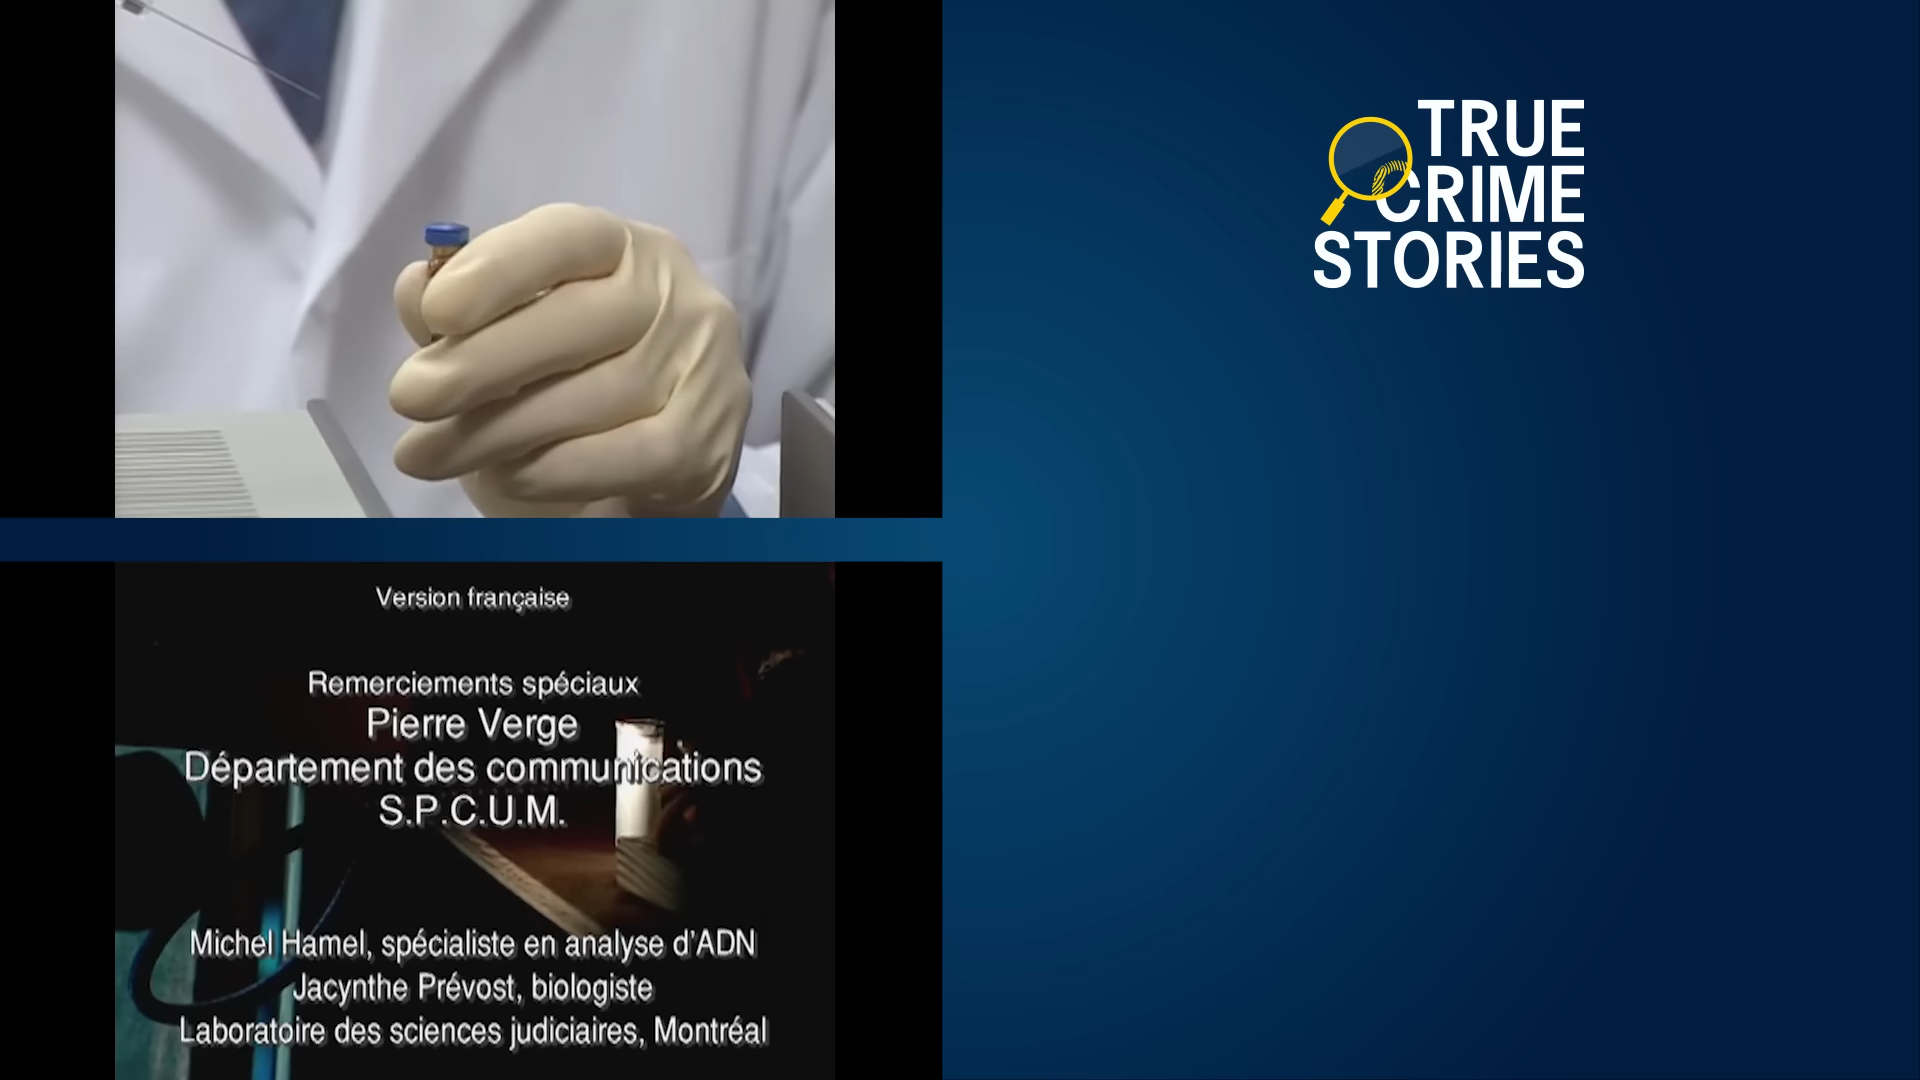 TRUE
CRIME
STORIES
Version française
Remerciements spéciaux
Pierre Verge
Département des communications
S.P.C.U.M.
Michel Hamel, spécialiste en analyse d'ADN
Jacynthe Prévost, biologiste
Laboratoire des sciences judiciaires, Montréal